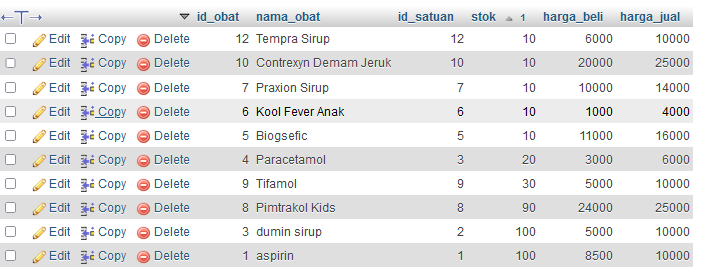 id_obat nama_obat id_satuan stok 1 harga_beli harga_jual
Edit Copy Delete 12 Tempra Sirup 12 10 6000 10000
Edit Copy Delete 10 Contrexyn Demam Jeruk 10 10 20000 25000
Edit Copy Delete 7 Praxion Sirup 7 10 10000 14000
Edit Copy Delete 6 Kool Fever Anak 6 10 1000 4000
Edit Copy Delete 5 Biogsefic 5 10 11000 16000
Edit Copy Delete 4 Paracetamol 3 20 3000 6000
Edit Copy Delete 9 Tifamol 9 30 5000 10000
Edit Copy Delete 8 Pimtrakol Kids 8 90 24000 25000
Edit Copy Delete 3 dumin sirup 2 100 5000 10000
Edit Copy Delete 1 aspirin 1 100 8500 10000